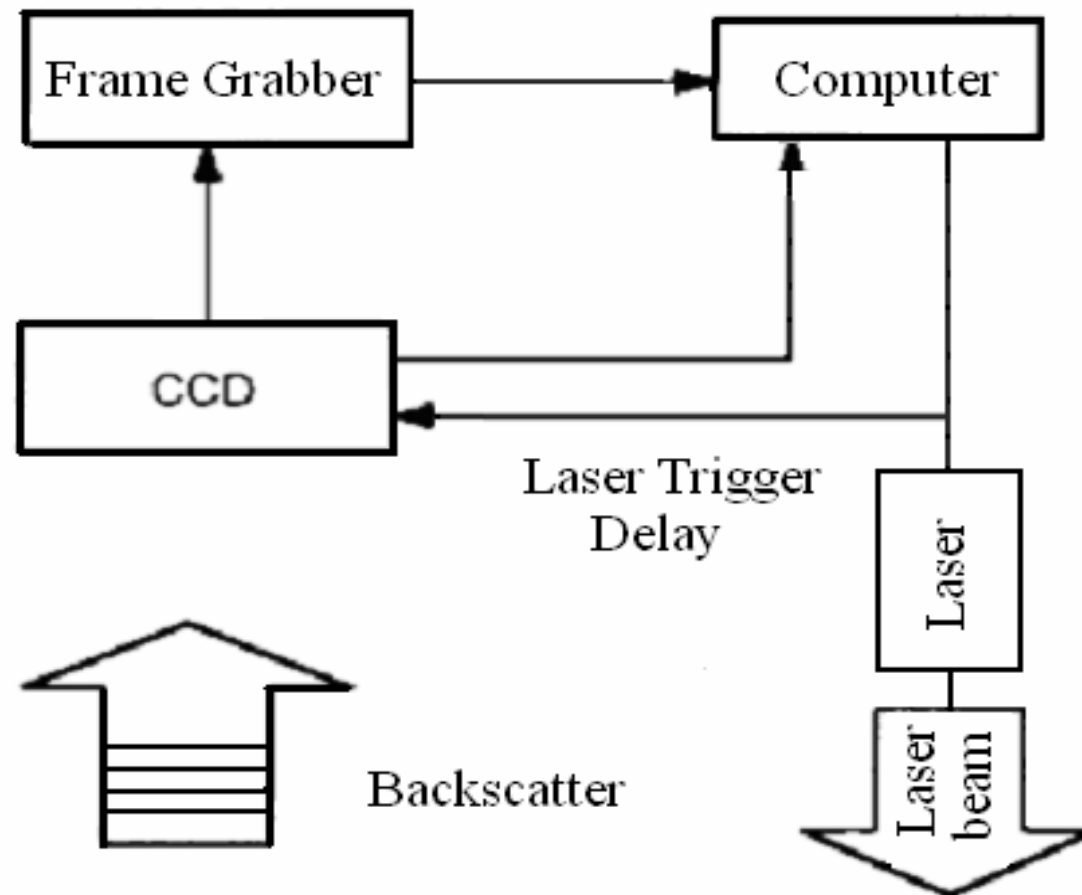 Frame Grabber
Computer
CCD
Laser Trigger
Delay
Laser
Backscatter
Laser
beam